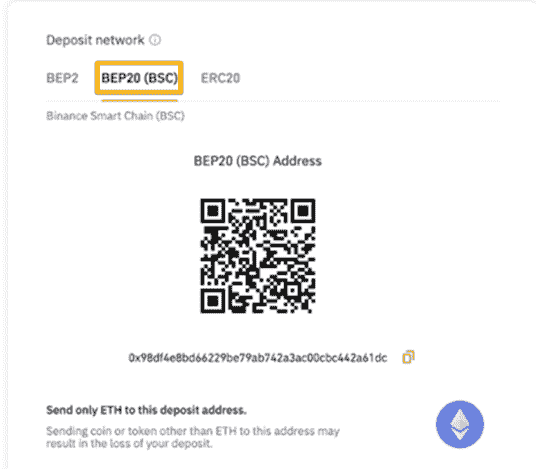 Deposit network
BEP2 BEP20 (BSC) ERC20
Binance Smart Chain (BSC)
BEP20 (BSC) Address
0x98df4e8bd66229be79ab742a3ac00cbc442a61dc
Send only ETH to this deposit address.
Sending coin or token other than ETH to this address may
result in the loss of your deposit.